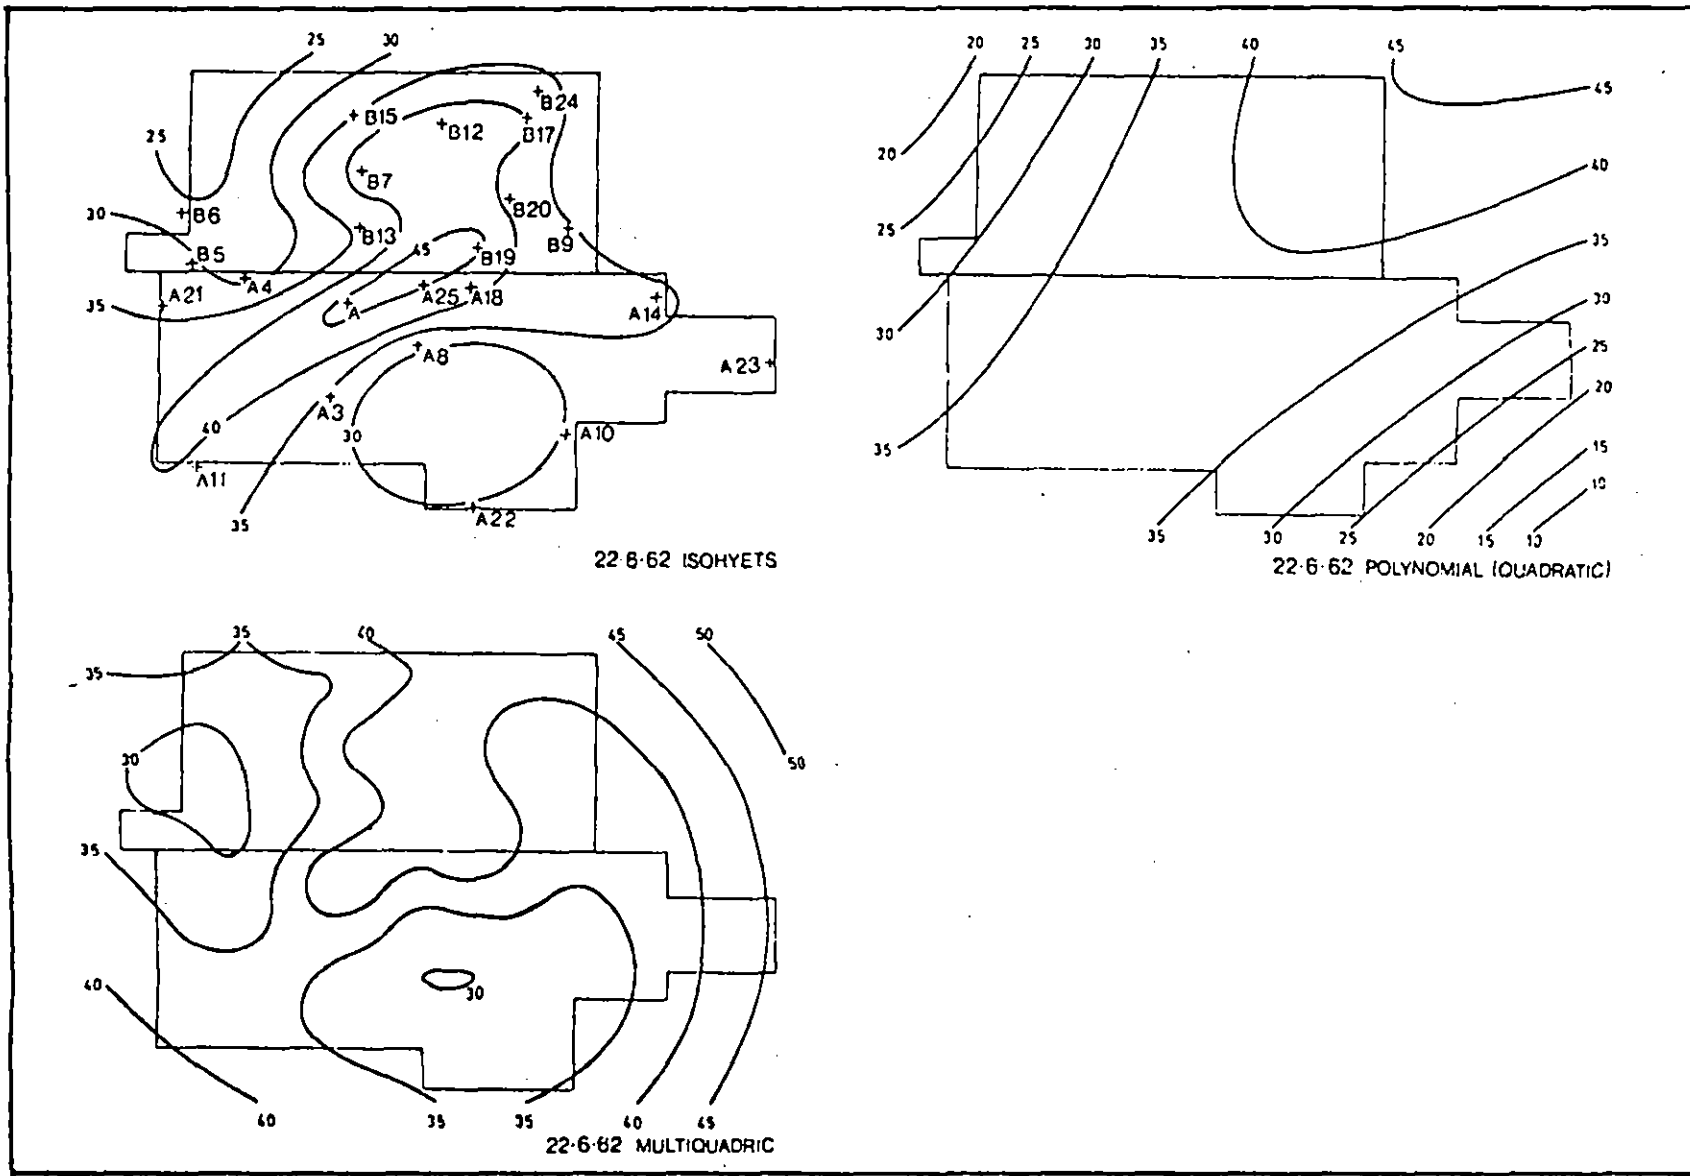 25 30
B24
B15
B12 B17
25
B7
B6
B20
30
B13
B9
45
B5
B19
A4
A21
A25 A18
35
A
A14
A8
A23
A3
40
30
A10
A11
35
A22
22·6·62 ISOHYETS
20 25 30 35 40 45
45
20
40
25
35
30
30
25
20
35
15
10
35 30 25 20 15 10
22·6·62 POLYNOMIAL (QUADRATIC)
35 40 45 50
35
30
50
35
40
30
40 35 35 40 45
22·6·62 MULTIQUADRIC